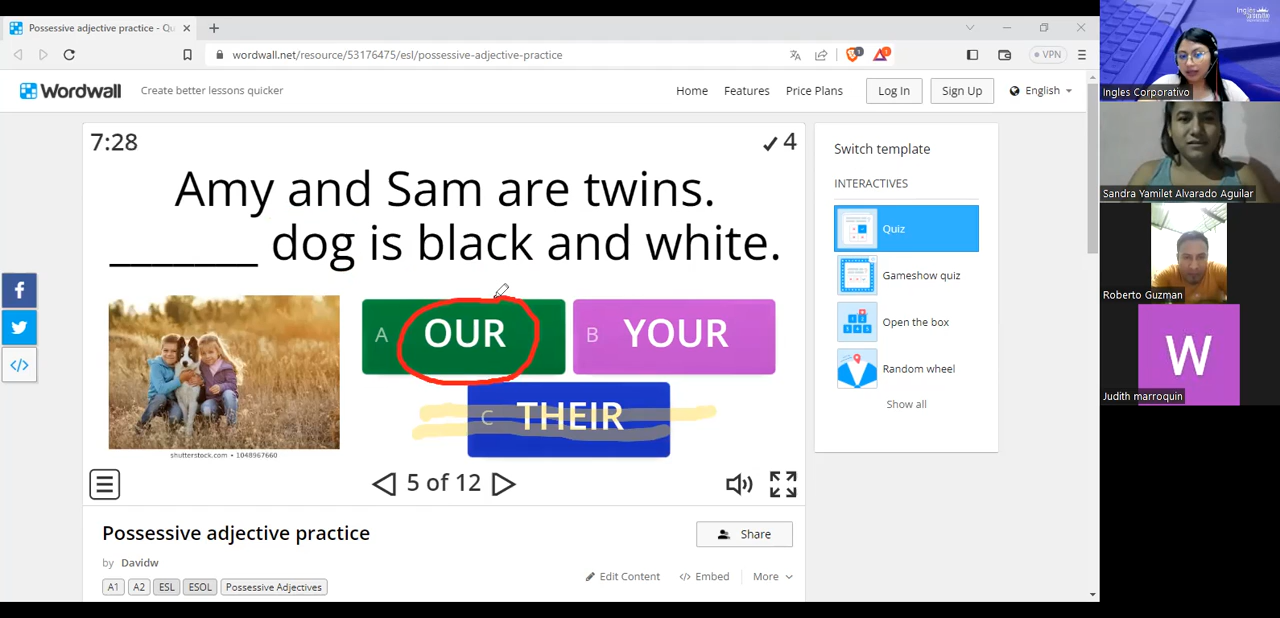 Possessive adjective practice - Qu
wordwall.net/resource/53176475/esl/possessive-adjective-practice
1
1
VPN
Wordwall
Create better lessons quicker
Home
Features
Price Plans
Log In
Sign Up
English
7:28
4
Amy and Sam are twins.
_______ dog is black and white.
A OUR
B YOUR
C THEIR
shutterstock.com • 1048967660
5 of 12
Possessive adjective practice
Share
by Davidw
Edit Content
Embed
More
A1
A2
ESL
ESOL
Possessive Adjectives
Switch template
INTERACTIVES
Quiz
Gameshow quiz
Open the box
Random wheel
Show all
Ingles Corporativo
Sandra Yamilet Alvarado Aguilar
Roberto Guzman
W
Judith marroquin